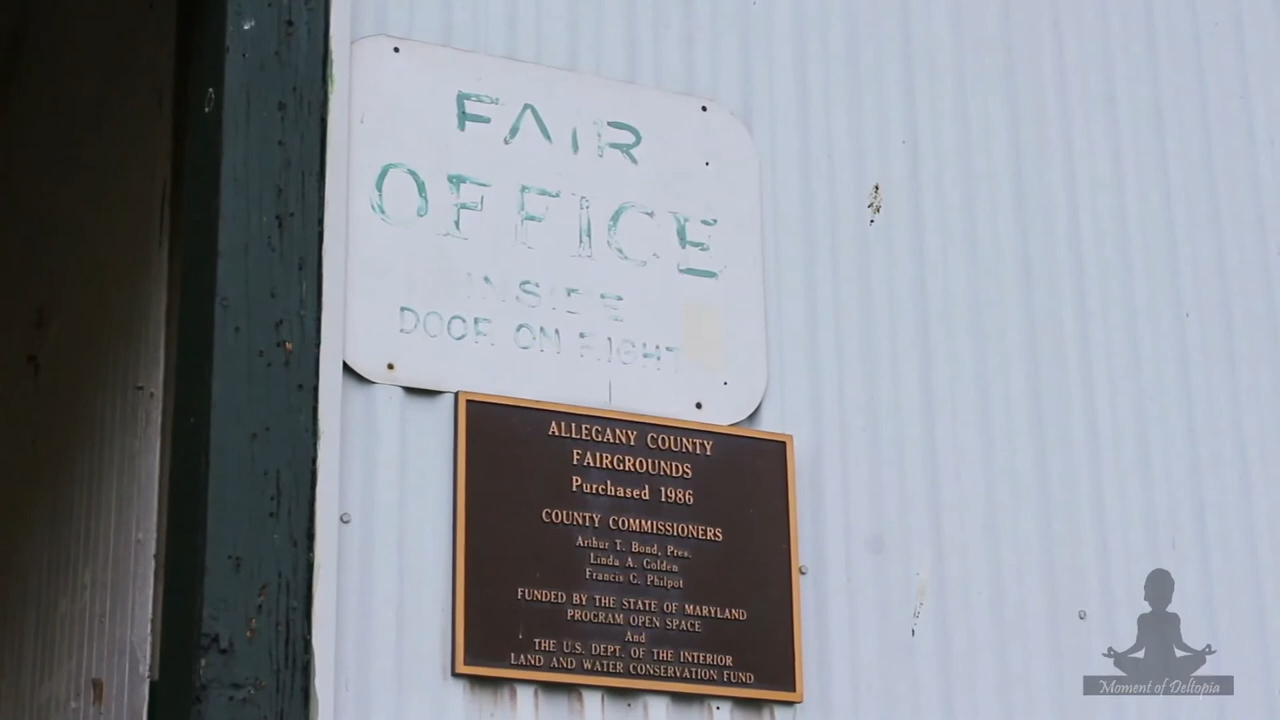 FAIR
OFFICE
INSIDE
DOOR ON RIGHT
ALLEGANY COUNTY
FAIRGROUNDS
Purchased 1986
COUNTY COMMISSIONERS
Arthur T. Bond, Pres.
Linda A. Golden
Francis G. Philpot
FUNDED BY THE STATE OF MARYLAND
PROGRAM OPEN SPACE
And
THE U.S. DEPT. OF THE INTERIOR
LAND AND WATER CONSERVATION FUND
Moment of Deltopia